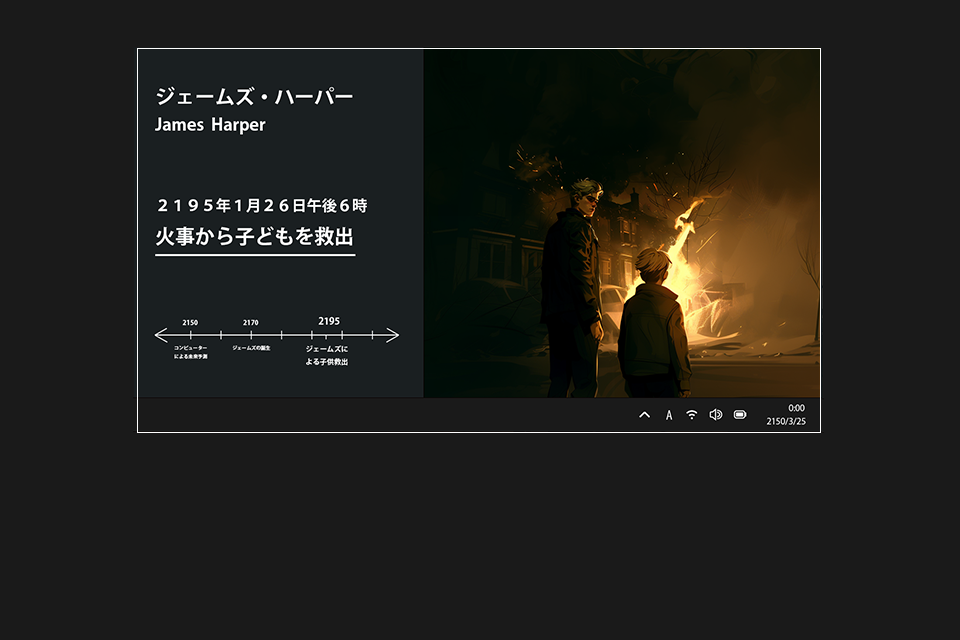 ジェームズ・ハーパー
James Harper
２１９５年１月２６日午後６時
火事から子どもを救出
2150 2170 2195
コンピューター
による未来予測
ジェームズの誕生
ジェームズに
よる子供救出
A
0:00
2150/3/25